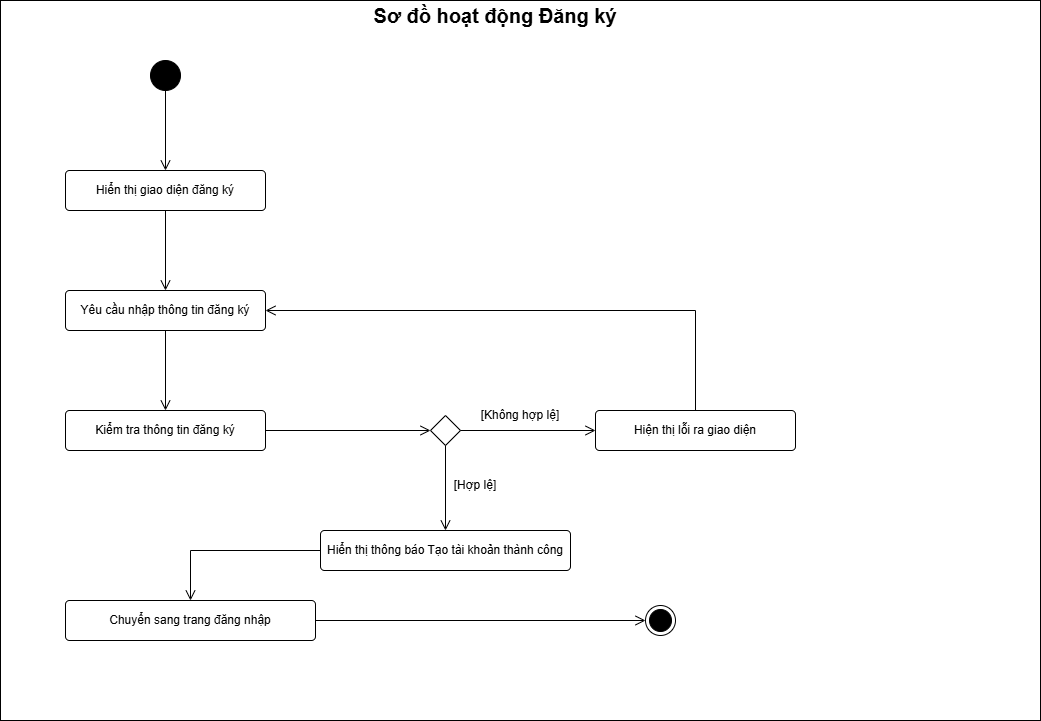 Sơ đồ hoạt động Đăng ký
Hiển thị giao diện đăng ký
Yêu cầu nhập thông tin đăng ký
Kiểm tra thông tin đăng ký
[Không hợp lệ]
Hiện thị lỗi ra giao diện
[Hợp lệ]
Hiển thị thông báo Tạo tài khoản thành công
Chuyển sang trang đăng nhập